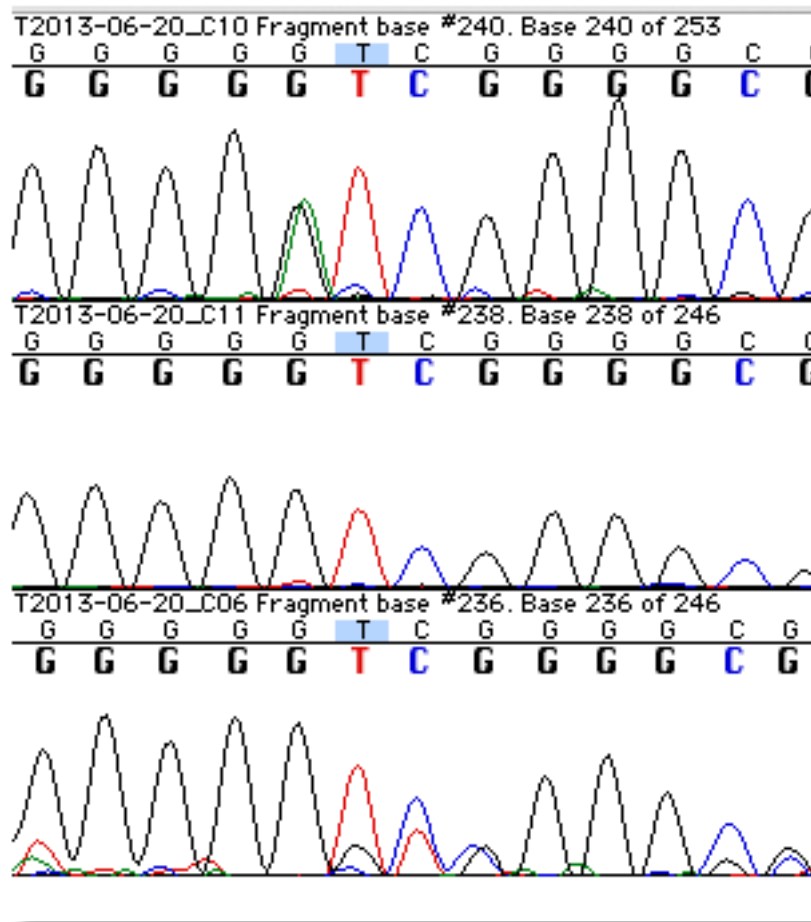 T2013-06-20_C10 Fragment base #240. Base 240 of 253
G G G G G T C G G G G C G
G G G G G T C G G G G C
T2013-06-20_C11 Fragment base #238. Base 238 of 246
G G G G G T C G G G G C G
G G G G G T C G G G G C
T2013-06-20_C06 Fragment base #236. Base 236 of 246
G G G G G T C G G G G C G
G G G G G T C G G G G C G